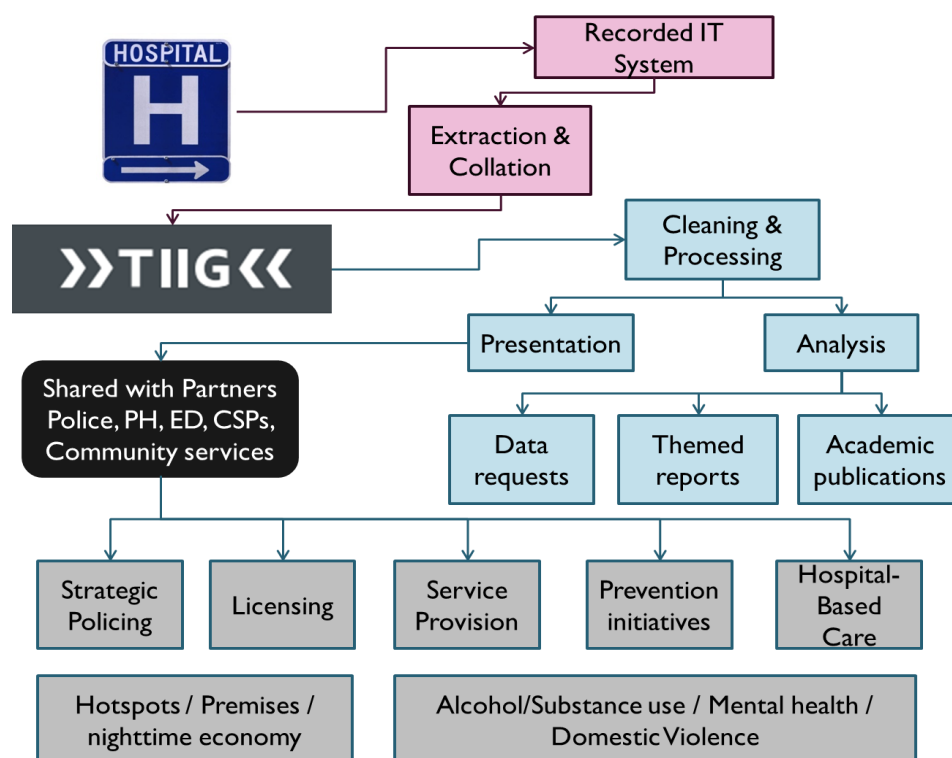 HOSPITAL
H
Recorded IT
System
Extraction &
Collation
TIIG
Cleaning &
Processing
Presentation
Analysis
Shared with Partners
Police, PH, ED, CSPs,
Community services
Data
requests
Themed
reports
Academic
publications
Strategic
Policing
Licensing
Service
Provision
Prevention
initiatives
Hospital-
Based
Care
Hotspots / Premises /
nighttime economy
Alcohol/Substance use / Mental health /
Domestic Violence